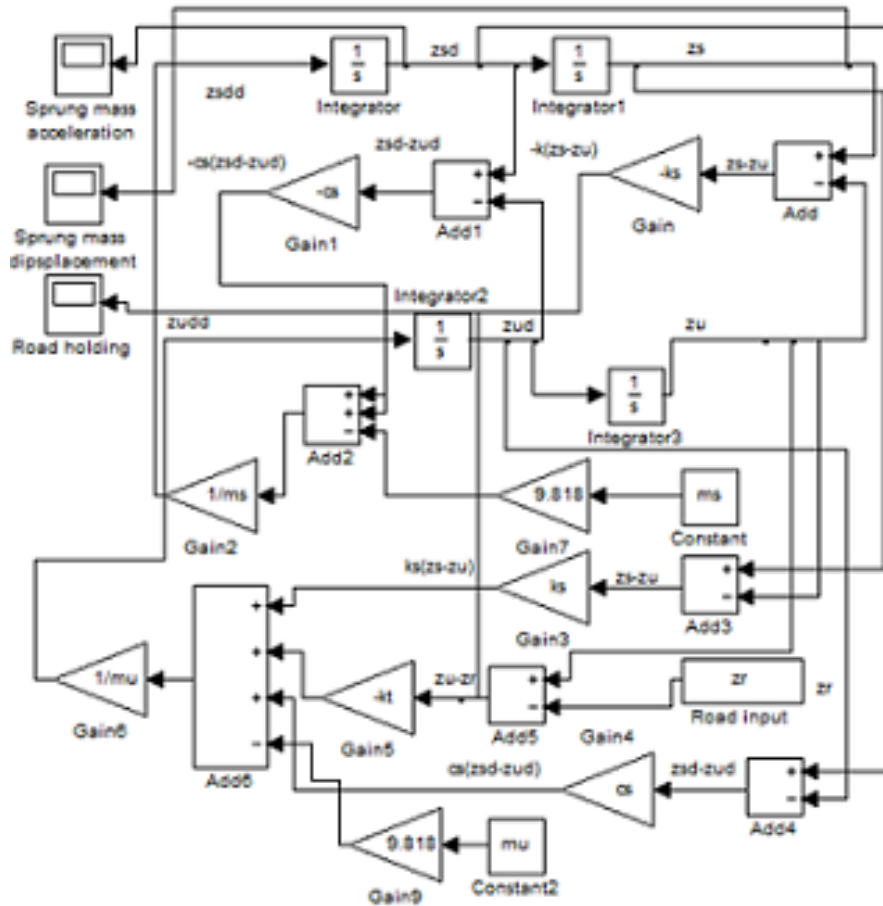 1
s
zsd
1
s
zs
zsdd
Integrator
Integrator1
Sprung mass
acceleration
zsd-zud
-k(zs-zu)
-cs(zsd-zud)
+
-cs
+
−
-ks
zs-zu
−
Add
Add1
Gain
Gain1
Sprung mass
dipsplacement
Integrator2
zudd
zud
zu
1
s
Road holding
1
s
+
+
−
Integrator3
Add2
1/ms
9.818
ms
Gain2
Gain7
Constant
ks(zs-zu)
+
ks
zs-zu
−
+
Add3
Gain3
+
1/mu
-kt
zu-zr
+
zr
zr
+
−
Road input
Gain6
Gain5
Add5
Gain4
−
cs(zsd-zud)
zsd-zud
+
Add6
cs
−
Add4
9.818
mu
Constant2
Gain9